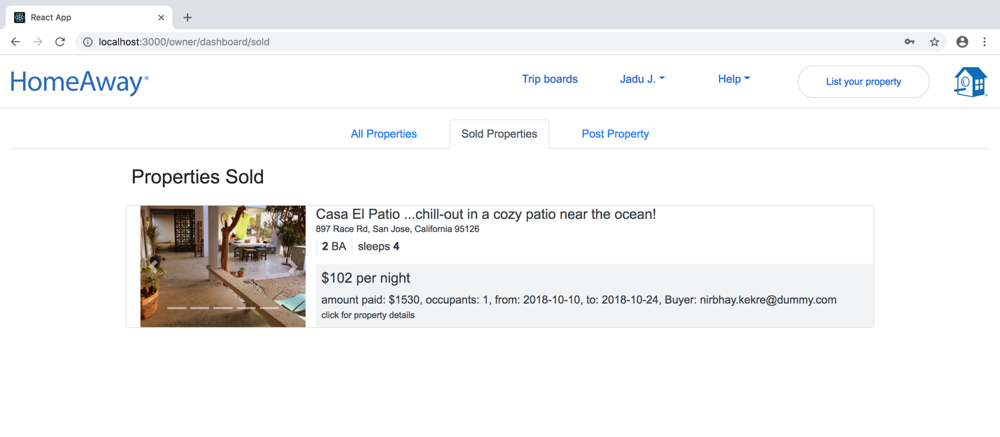 React App
localhost:3000/owner/dashboard/sold
HomeAway®
Trip boards
Jadu J.
Help
List your property
All Properties
Sold Properties
Post Property
Properties Sold
Casa El Patio ...chill-out in a cozy patio near the ocean!
897 Race Rd, San Jose, California 95126
2 BA sleeps 4
$102 per night
amount paid: $1530, occupants: 1, from: 2018-10-10, to: 2018-10-24, Buyer: nirbhay.kekre@dummy.com
click for property details